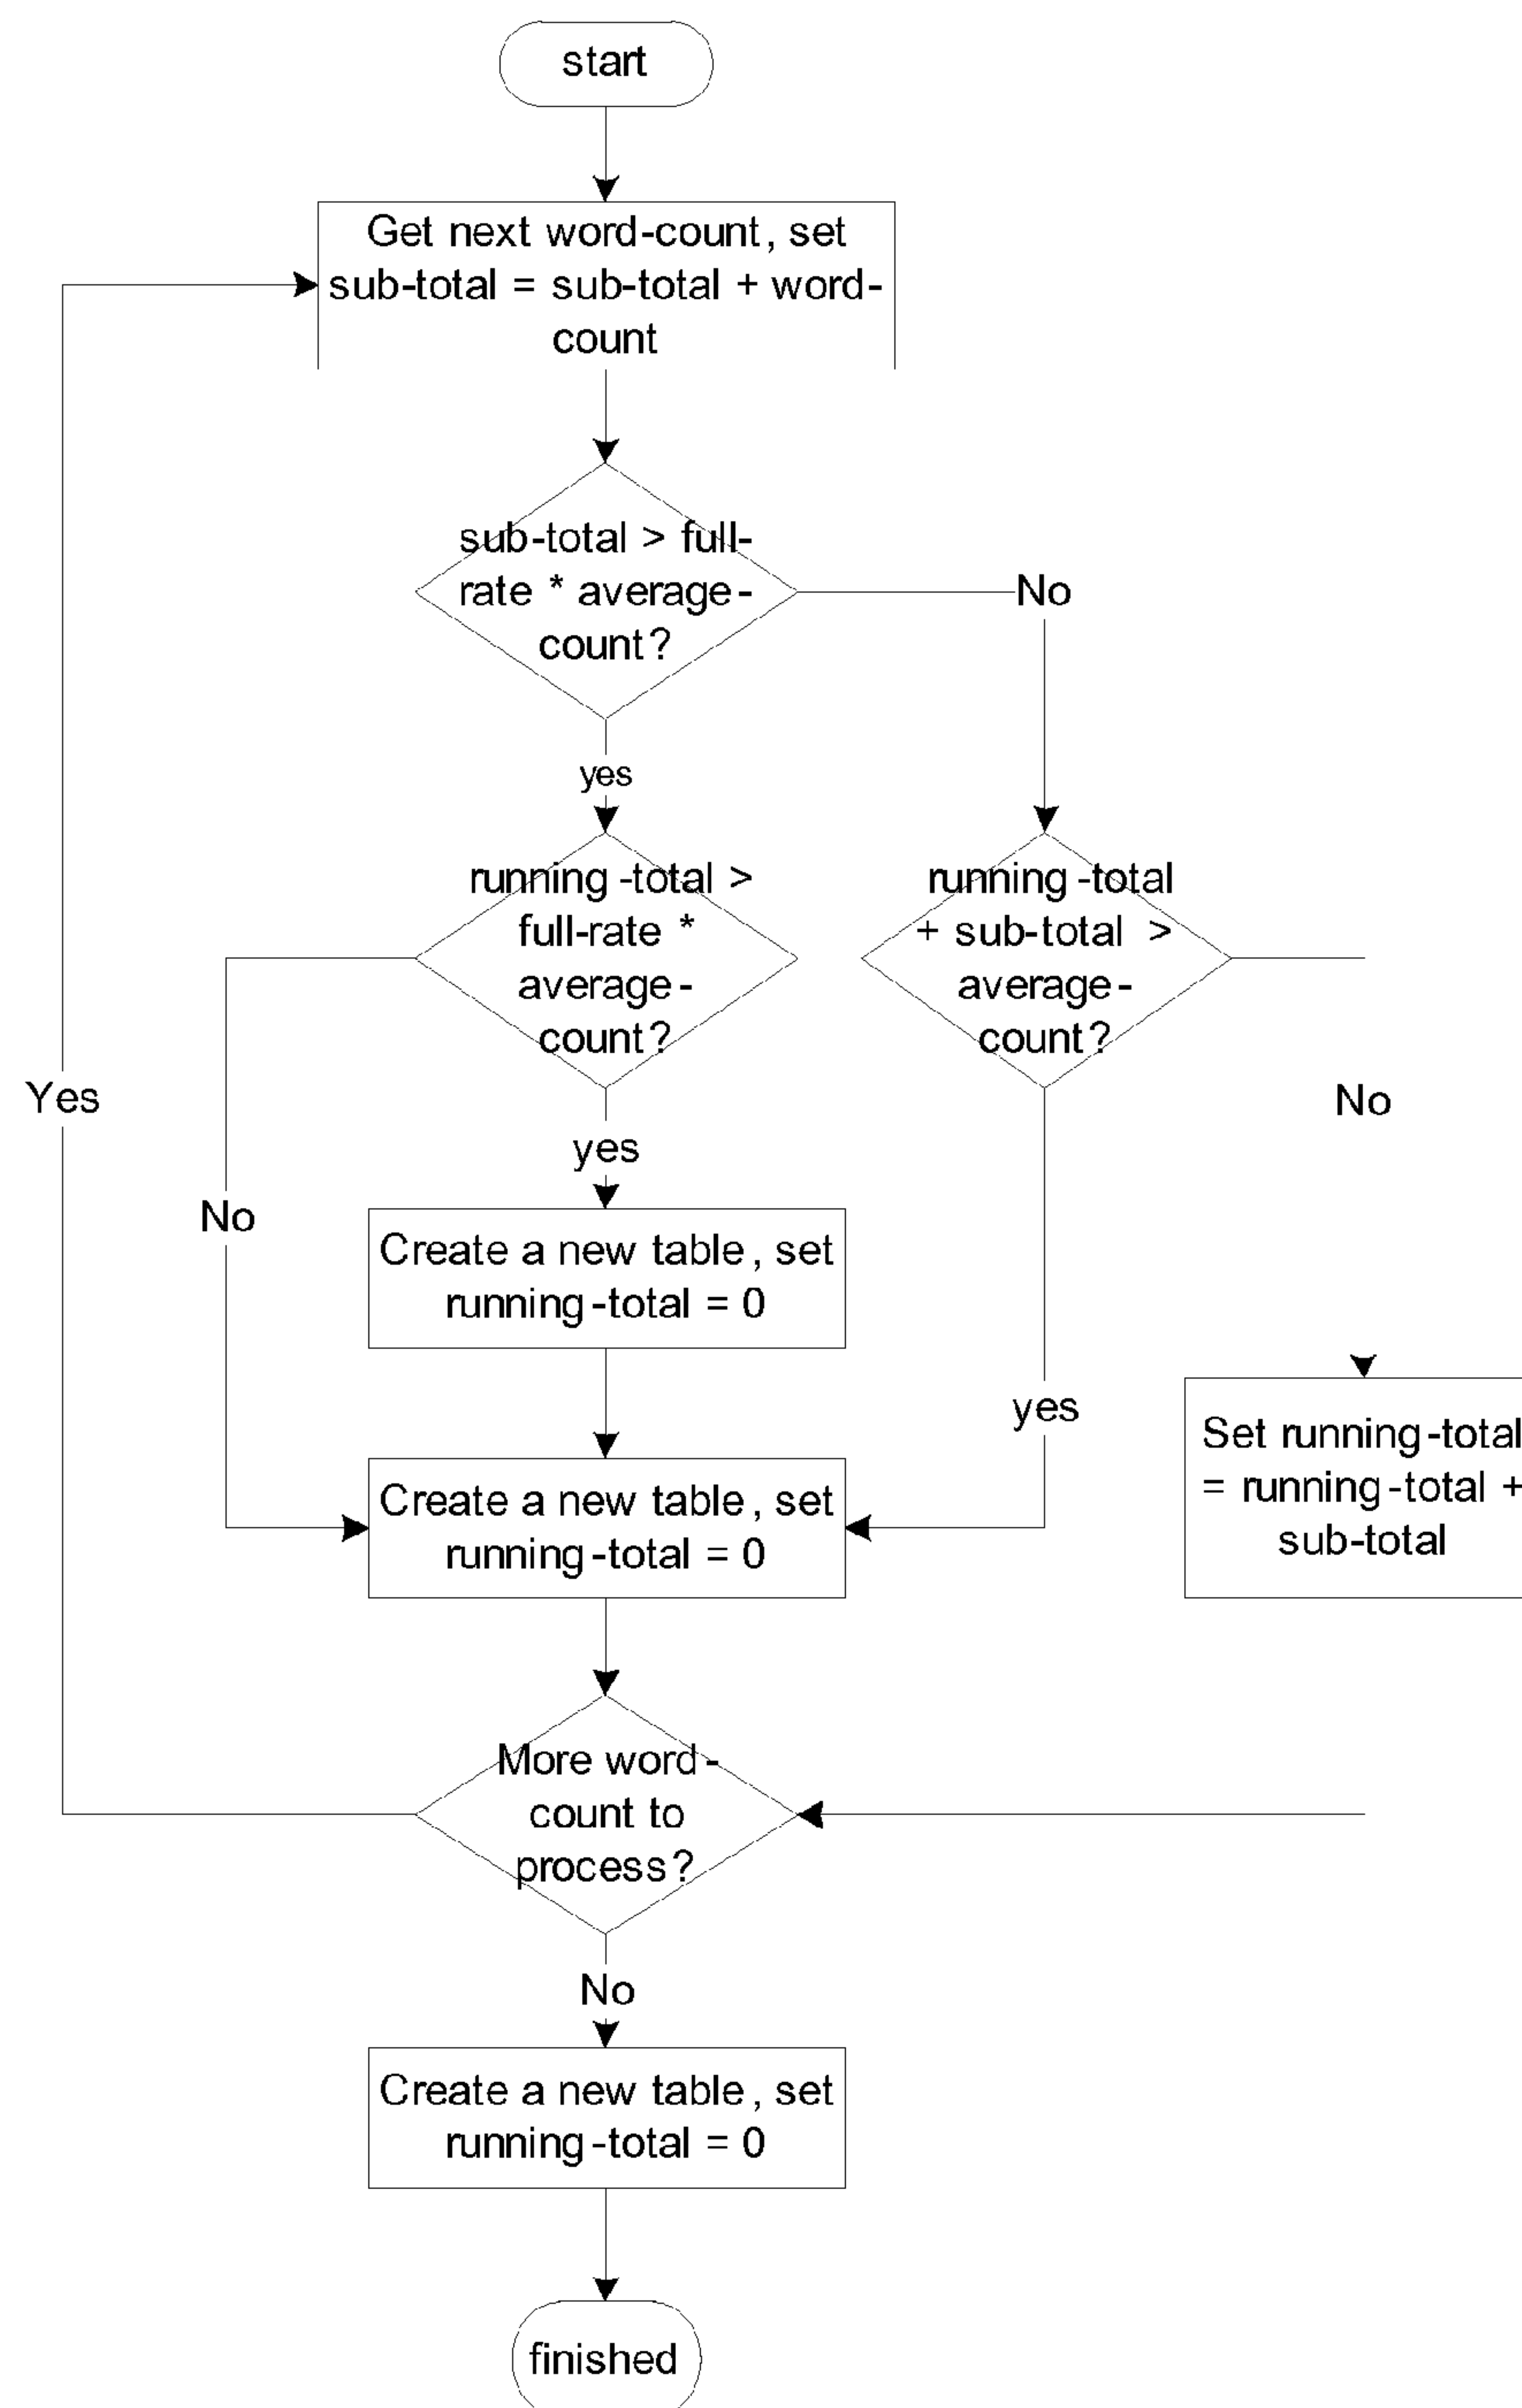 start
Get next word-count, set
sub-total = sub-total + word-
count
sub-total > full-
rate * average-
count?
No
yes
running-total >
full-rate *
average-
count?
running-total
+ sub-total >
average-
count?
Yes
No
yes
No
Create a new table, set
running-total = 0
yes
Set running-total
= running-total +
sub-total
Create a new table, set
running-total = 0
More word-
count to
process?
No
Create a new table, set
running-total = 0
finished